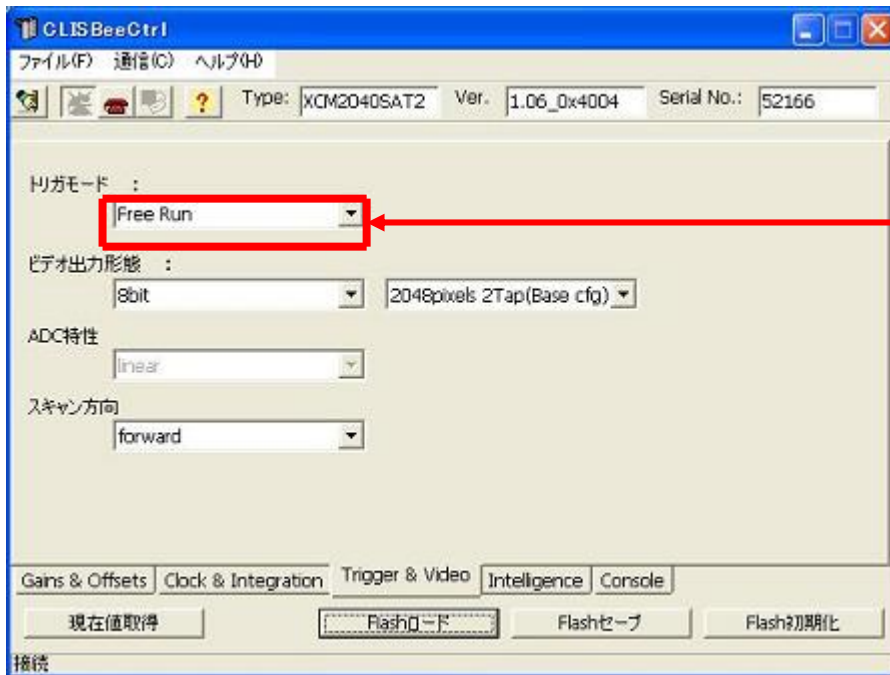 CLISBeeCtrl
ファイル(F) 通信(C) ヘルプ(H)
? Type: XCM2040SAT2 Ver. 1.06_0x4004 Serial No.: 52166
トリガモード :
Free Run
ビデオ出力形態 :
8bit 2048pixels 2Tap(Base cfg)
ADC特性
linear
スキャン方向
forward
Gains & Offsets Clock & Integration Trigger & Video Intelligence Console
現在値取得 Flashロード Flashセーブ Flash初期化
接続